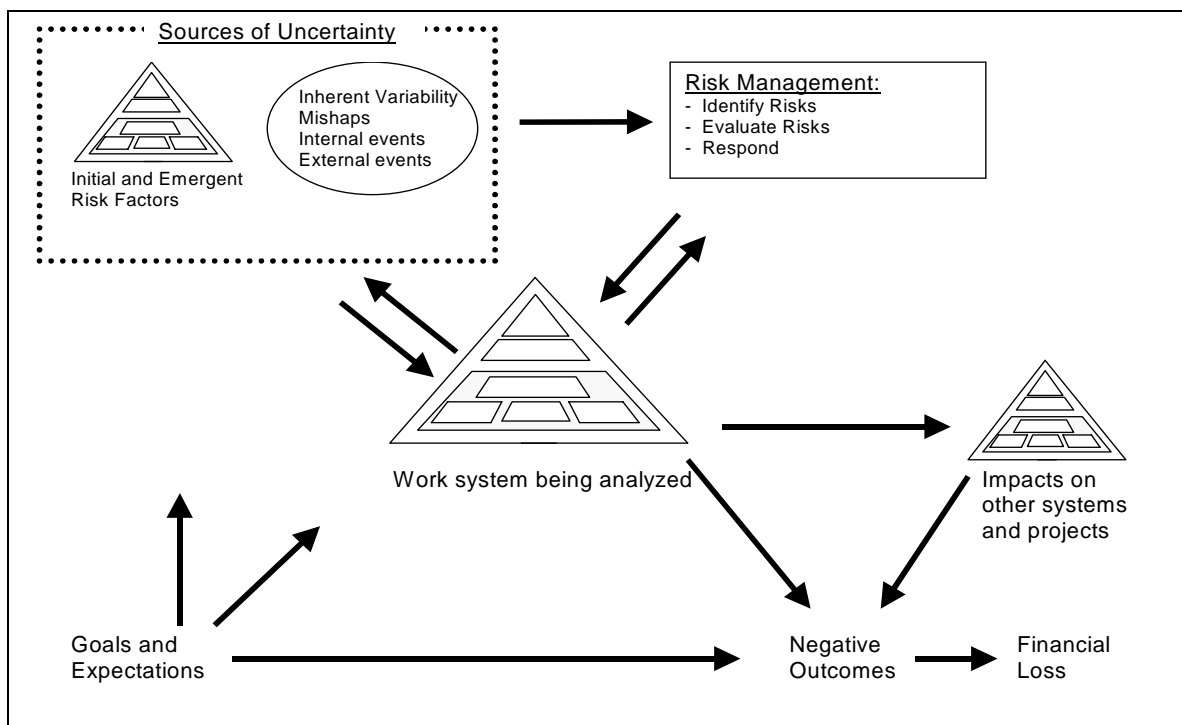 Sources of Uncertainty
Inherent Variability
Mishaps
Internal events
External events
Initial and Emergent
Risk Factors
Risk Management:
- Identify Risks
- Evaluate Risks
- Respond
Work system being analyzed
Impacts on
other systems
and projects
Goals and
Expectations
Negative
Outcomes
Financial
Loss